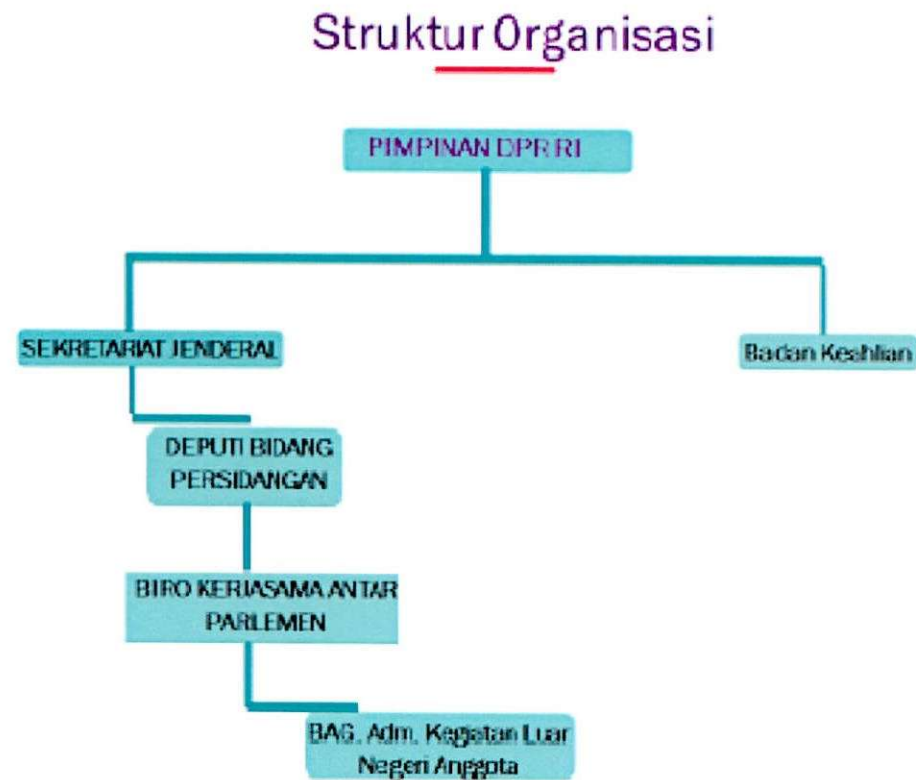 Struktur Organisasi
PIMPINAN DPR RI
SEKRETARIAT JENDERAL
Badan Keahlian
DEPUTI BIDANG
PERSIDANGAN
BIRO KERJASAMA ANTAR
PARLEMEN
BAG. Adm. Kegiatan Luar
Negeri Anggota